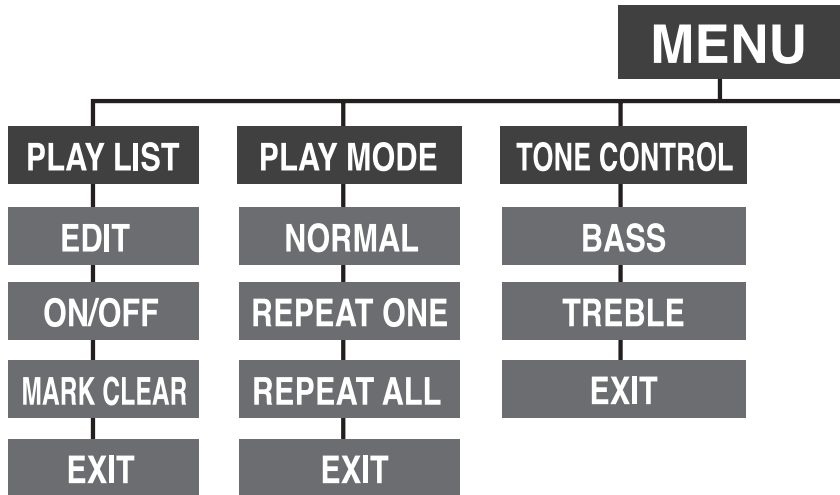 MENU
PLAY LIST
EDIT
ON/OFF
MARK CLEAR
EXIT
PLAY MODE
NORMAL
REPEAT ONE
REPEAT ALL
EXIT
TONE CONTROL
BASS
TREBLE
EXIT